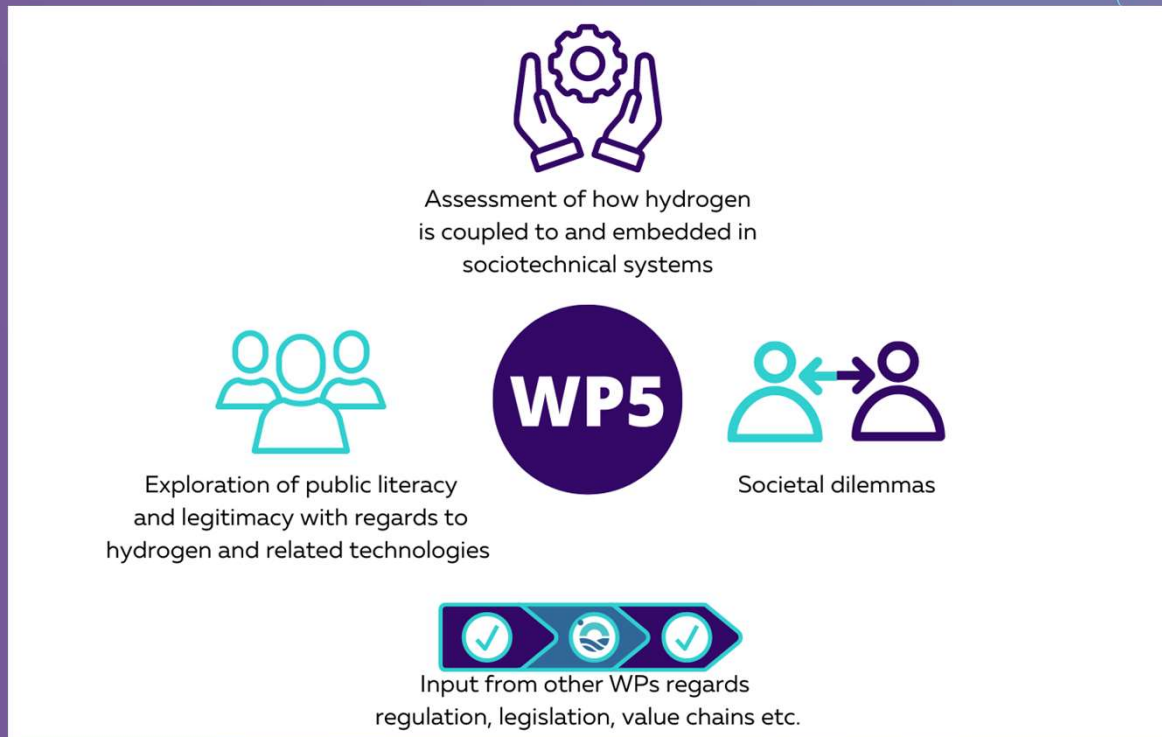 Assessment of how hydrogen
is coupled to and embedded in
sociotechnical systems
WP5
Exploration of public literacy
and legitimacy with regards to
hydrogen and related technologies
Societal dilemmas
Input from other WPs regards
regulation, legislation, value chains etc.